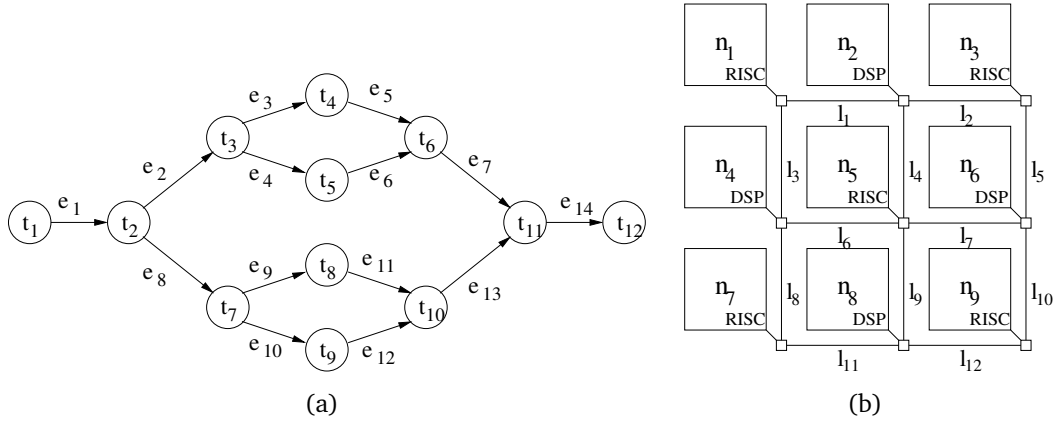 t1
e1
t2
e2
e8
t3
e3
e4
t4
t5
e5
e6
t6
e7
t7
e9
e10
t8
t9
e11
e12
t10
e13
t11
e14
t12
(a)
n1
RISC
n2
DSP
n3
RISC
l1
l2
n4
DSP
l3
n5
RISC
l4
n6
DSP
l5
l6
l7
n7
RISC
l8
n8
DSP
l9
n9
RISC
l10
l11
l12
(b)